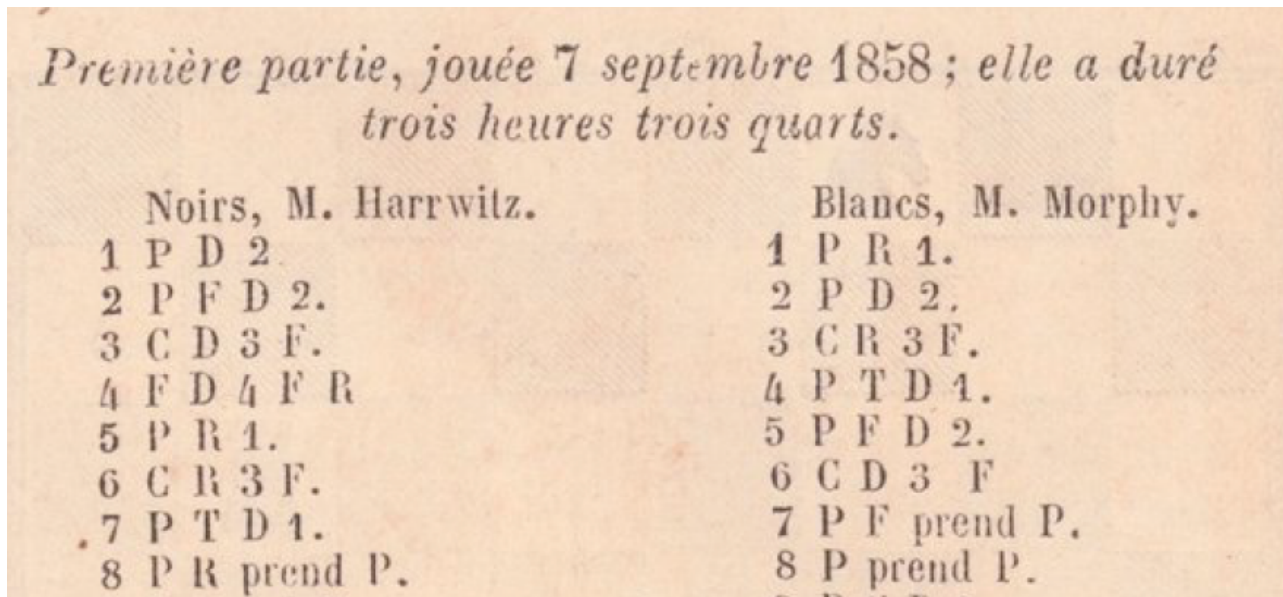 Première partie, jouée 7 septembre 1858 ; elle a duré
trois heures trois quarts.
Noirs, M. Harrwitz.
1 P D 2
2 P F D 2.
3 C D 3 F.
4 F D 4 F R
5 P R 1.
6 C R 3 F.
7 P T D 1.
8 P R prend P.
Blancs, M. Morphy.
1 P R 1.
2 P D 2.
3 C R 3 F.
4 P T D 1.
5 P F D 2.
6 C D 3 F
7 P F prend P.
8 P prend P.